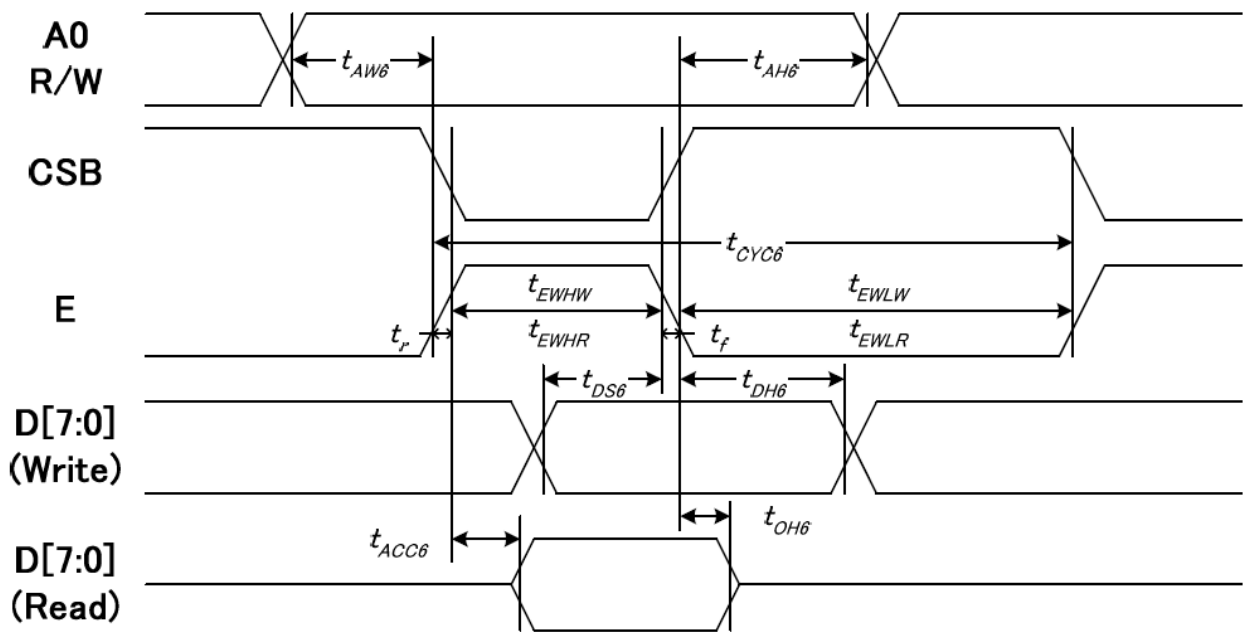 A0
R/W
t_AW6
t_AH6
CSB
t_CYC6
E
t_EWHW
t_EWLW
t_r
t_EWHR
t_f
t_EWLR
t_DS6
t_DH6
D[7:0]
(Write)
t_ACC6
t_OH6
D[7:0]
(Read)